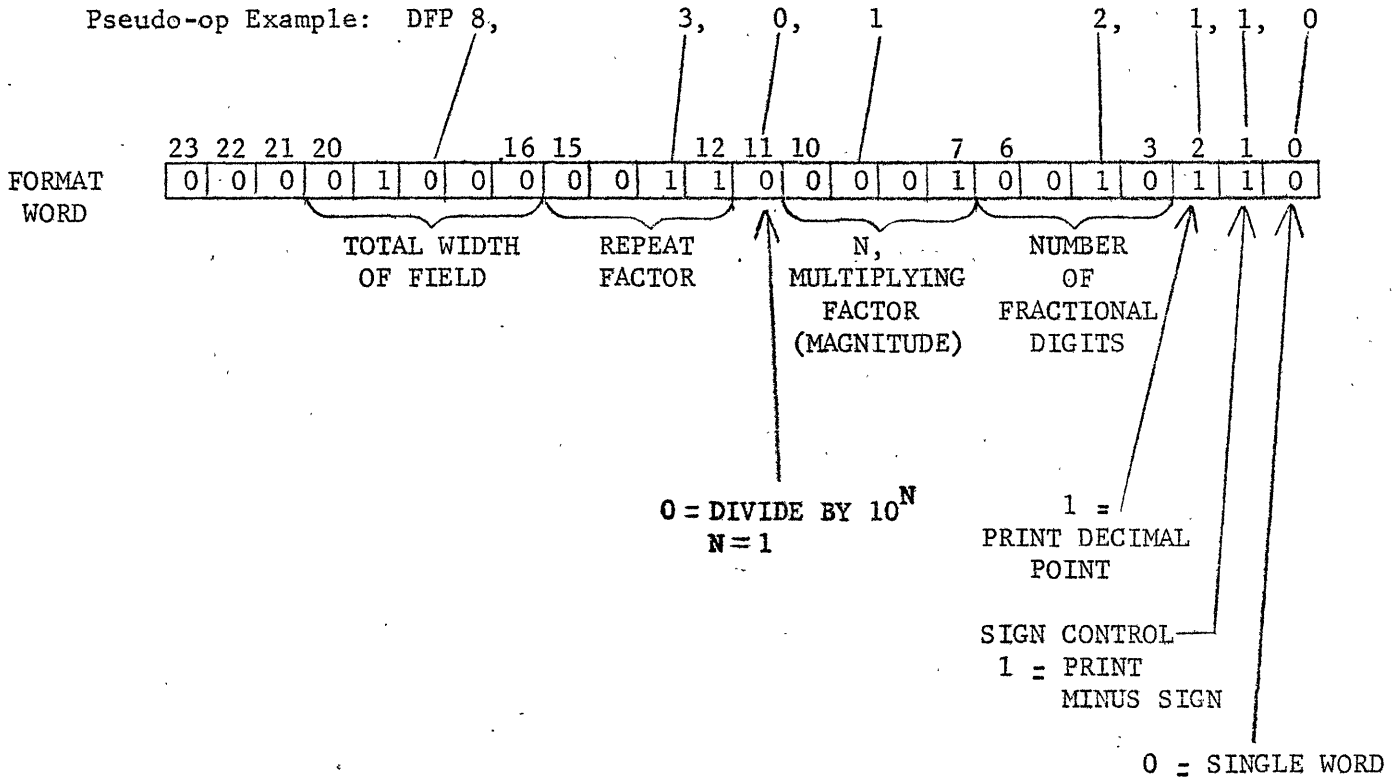 Pseudo-op Example: DFP 8, 3, 0, 1 2, 1, 1, 0
23 22 21 20 16 15 12 11 10 7 6 3 2 1 0
FORMAT WORD
0 0 0 0 1 0 0 0 0 0 1 1 0 0 0 0 1 0 0 1 0 1 1 0
TOTAL WIDTH
OF FIELD
REPEAT
FACTOR
N,
MULTIPLYING
FACTOR
(MAGNITUDE)
NUMBER
OF
FRACTIONAL
DIGITS
0 = DIVIDE BY 10^N
N = 1
1 =
PRINT DECIMAL
POINT
SIGN CONTROL
1 = PRINT
MINUS SIGN
0 = SINGLE WORD